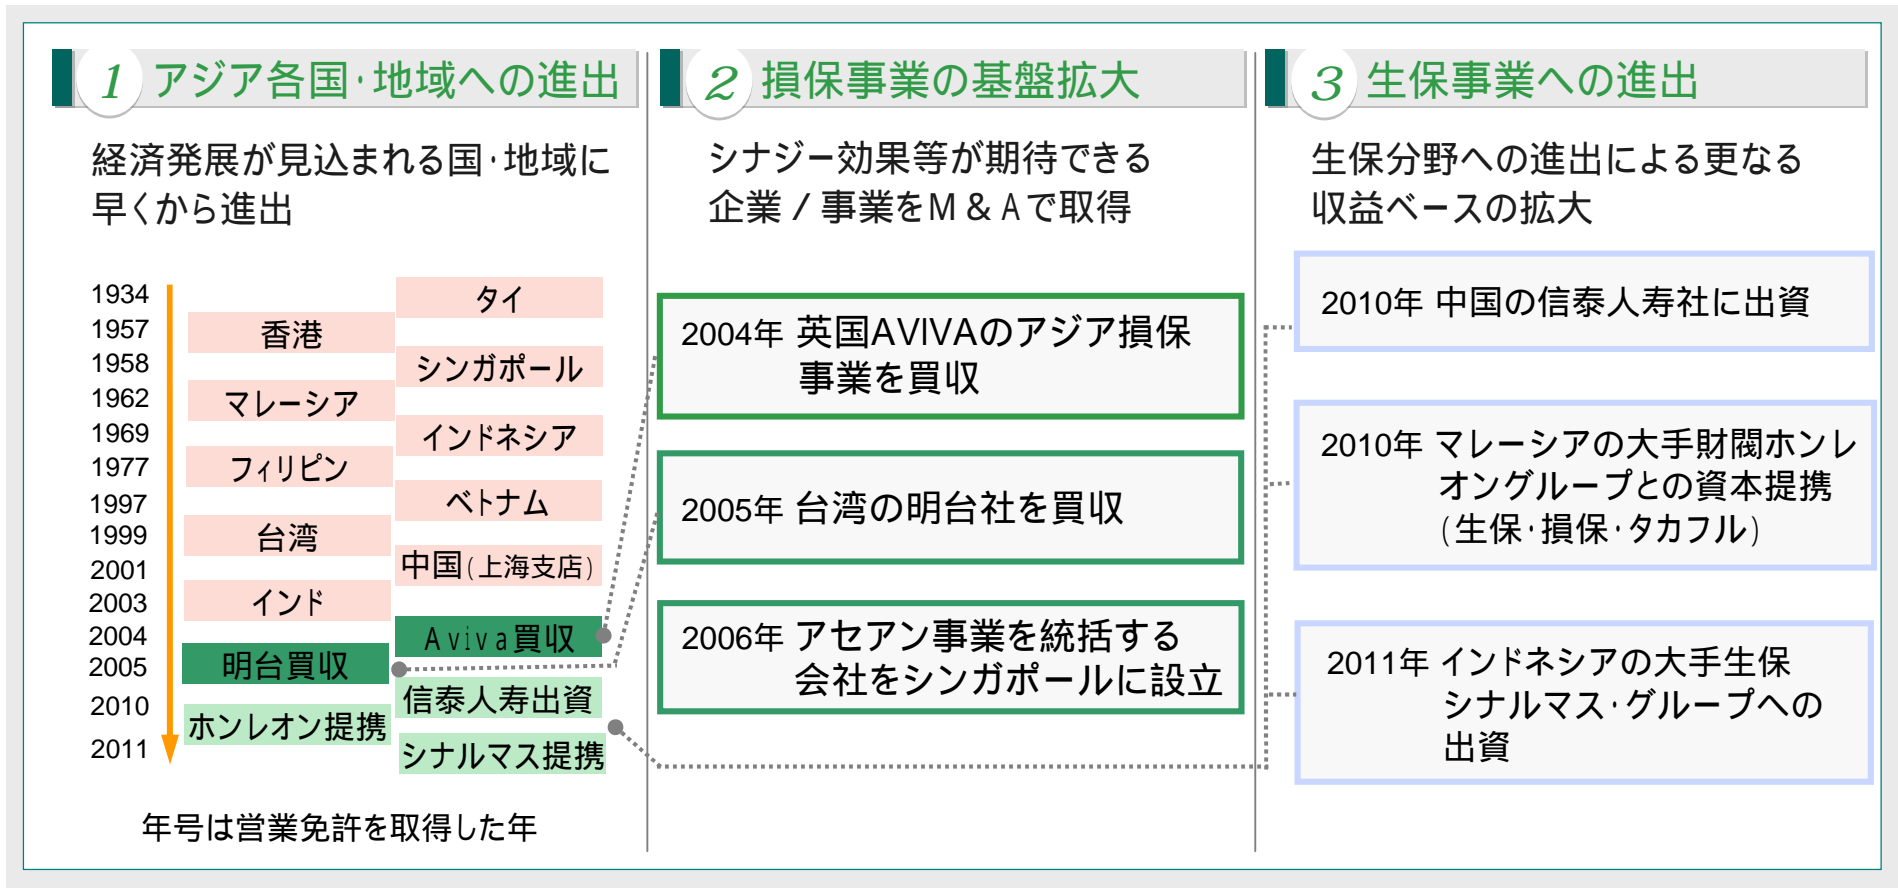 1 アジア各国・地域への進出
経済発展が見込まれる国・地域に
早くから進出
1934
タイ
1957
香港
1958
シンガポール
1962
マレーシア
1969
インドネシア
1977
フィリピン
1997
ベトナム
1999
台湾
2001
中国(上海支店)
2003
インド
2004
Aviva買収
2005
明台買収
2010
信泰人寿出資
ホンレオン提携
2011
シナルマス提携
年号は営業免許を取得した年
2 損保事業の基盤拡大
シナジー効果等が期待できる
企業/事業をM&Aで取得
2004年 英国AVIVAのアジア損保
事業を買収
2005年 台湾の明台社を買収
2006年 アセアン事業を統括する
会社をシンガポールに設立
3 生保事業への進出
生保分野への進出による更なる
収益ベースの拡大
2010年 中国の信泰人寿社に出資
2010年 マレーシアの大手財閥ホンレ
オングループとの資本提携
(生保・損保・タカフル)
2011年 インドネシアの大手生保
シナルマス・グループへの
出資